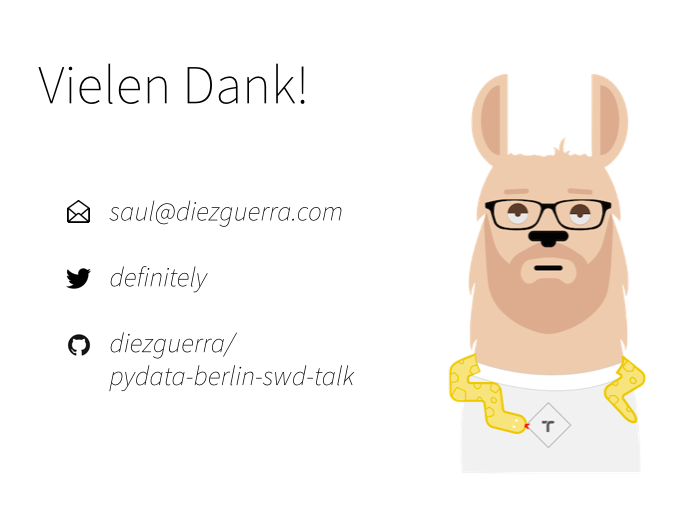 Vielen Dank!
saul@diezguerra.com
definitely
diezguerra/
pydata-berlin-swd-talk
T